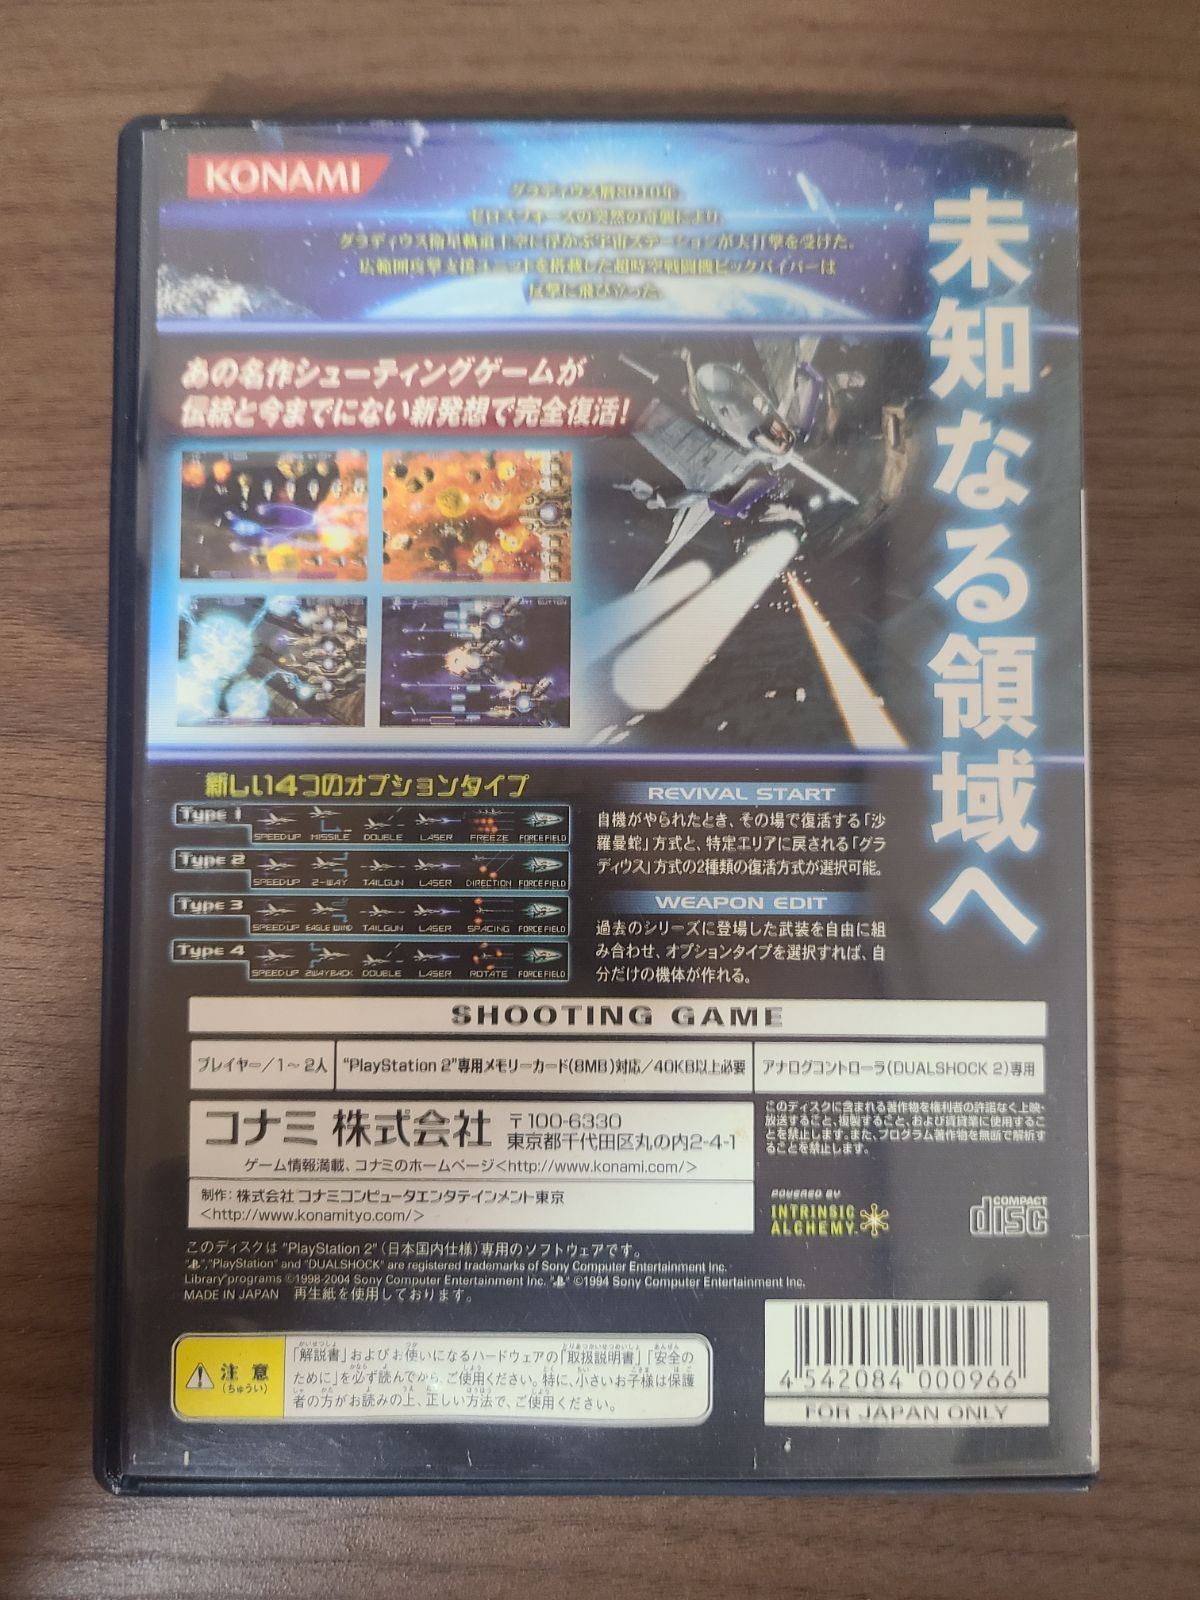 KONAMI
グラディウス暦8010年
ゼロスフォースの突然の奇襲により、
グラディウス衛星軌道上空に浮かぶ宇宙ステーションが大打撃を受けた。
広範囲攻撃支援ユニットを搭載した超時空戦闘機ビックバイパーは
反撃に飛び立った。
未知なる領域へ
あの名作シューティングゲームが
伝統と今までにない新発想で完全復活!
新しい4つのオプションタイプ
Type 1 SPEEDUP MISSILE DOUBLE LASER FREEZE FORCE FIELD
Type 2 SPEEDUP 2-WAY TAILGUN LASER DIRECTION FORCE FIELD
Type 3 SPEEDUP EAGLE WIND TAILGUN LASER SPACING FORCE FIELD
Type 4 SPEEDUP 2WAYBACK DOUBLE LASER ROTATE FORCE FIELD
REVIVAL START
自機がやられたとき、その場で復活する「沙
羅曼蛇」方式と、特定エリアに戻される「グラ
ディウス」方式の2種類の復活方式が選択可能。
WEAPON EDIT
過去のシリーズに登場した武装を自由に組
み合わせ、オプションタイプを選択すれば、自
分だけの機体が作れる。
SHOOTING GAME
プレイヤー/1～2人
"PlayStation 2"専用メモリーカード(8MB)対応/40KB以上必要
アナログコントローラ(DUALSHOCK 2)専用
コナミ 株式会社
〒100-6330
東京都千代田区丸の内2-4-1
ゲーム情報満載、コナミのホームページ<http://www.konami.com/>
制作:株式会社 コナミコンピュータエンタテインメント東京
<http://www.konamityo.com/>
このディスクに含まれる著作物を権利者の許諾なく上映・
放送すること、複製すること、および賃貸業に使用するこ
とを禁止します。また、プログラム著作物を無断で解析す
ることを禁止します。
POWERED BY
INTRINSIC
ALCHEMY
COMPACT
disc
このディスクは "PlayStation 2"(日本国内仕様)専用のソフトウェアです。
" ","PlayStation" and "DUALSHOCK" are registered trademarks of Sony Computer Entertainment Inc.
Library programs ©1998-2004 Sony Computer Entertainment Inc. " " ©1994 Sony Computer Entertainment Inc.
MADE IN JAPAN 再生紙を使用しております。
注意
(ちゅうい)
「解説書」およびお使いになるハードウェアの「取扱説明書」「安全の
ために」を必ず読んでから、ご使用ください。特に、小さいお子様は保護
者の方がお読みの上、正しい方法で、ご使用ください。
4 542084 000966
FOR JAPAN ONLY